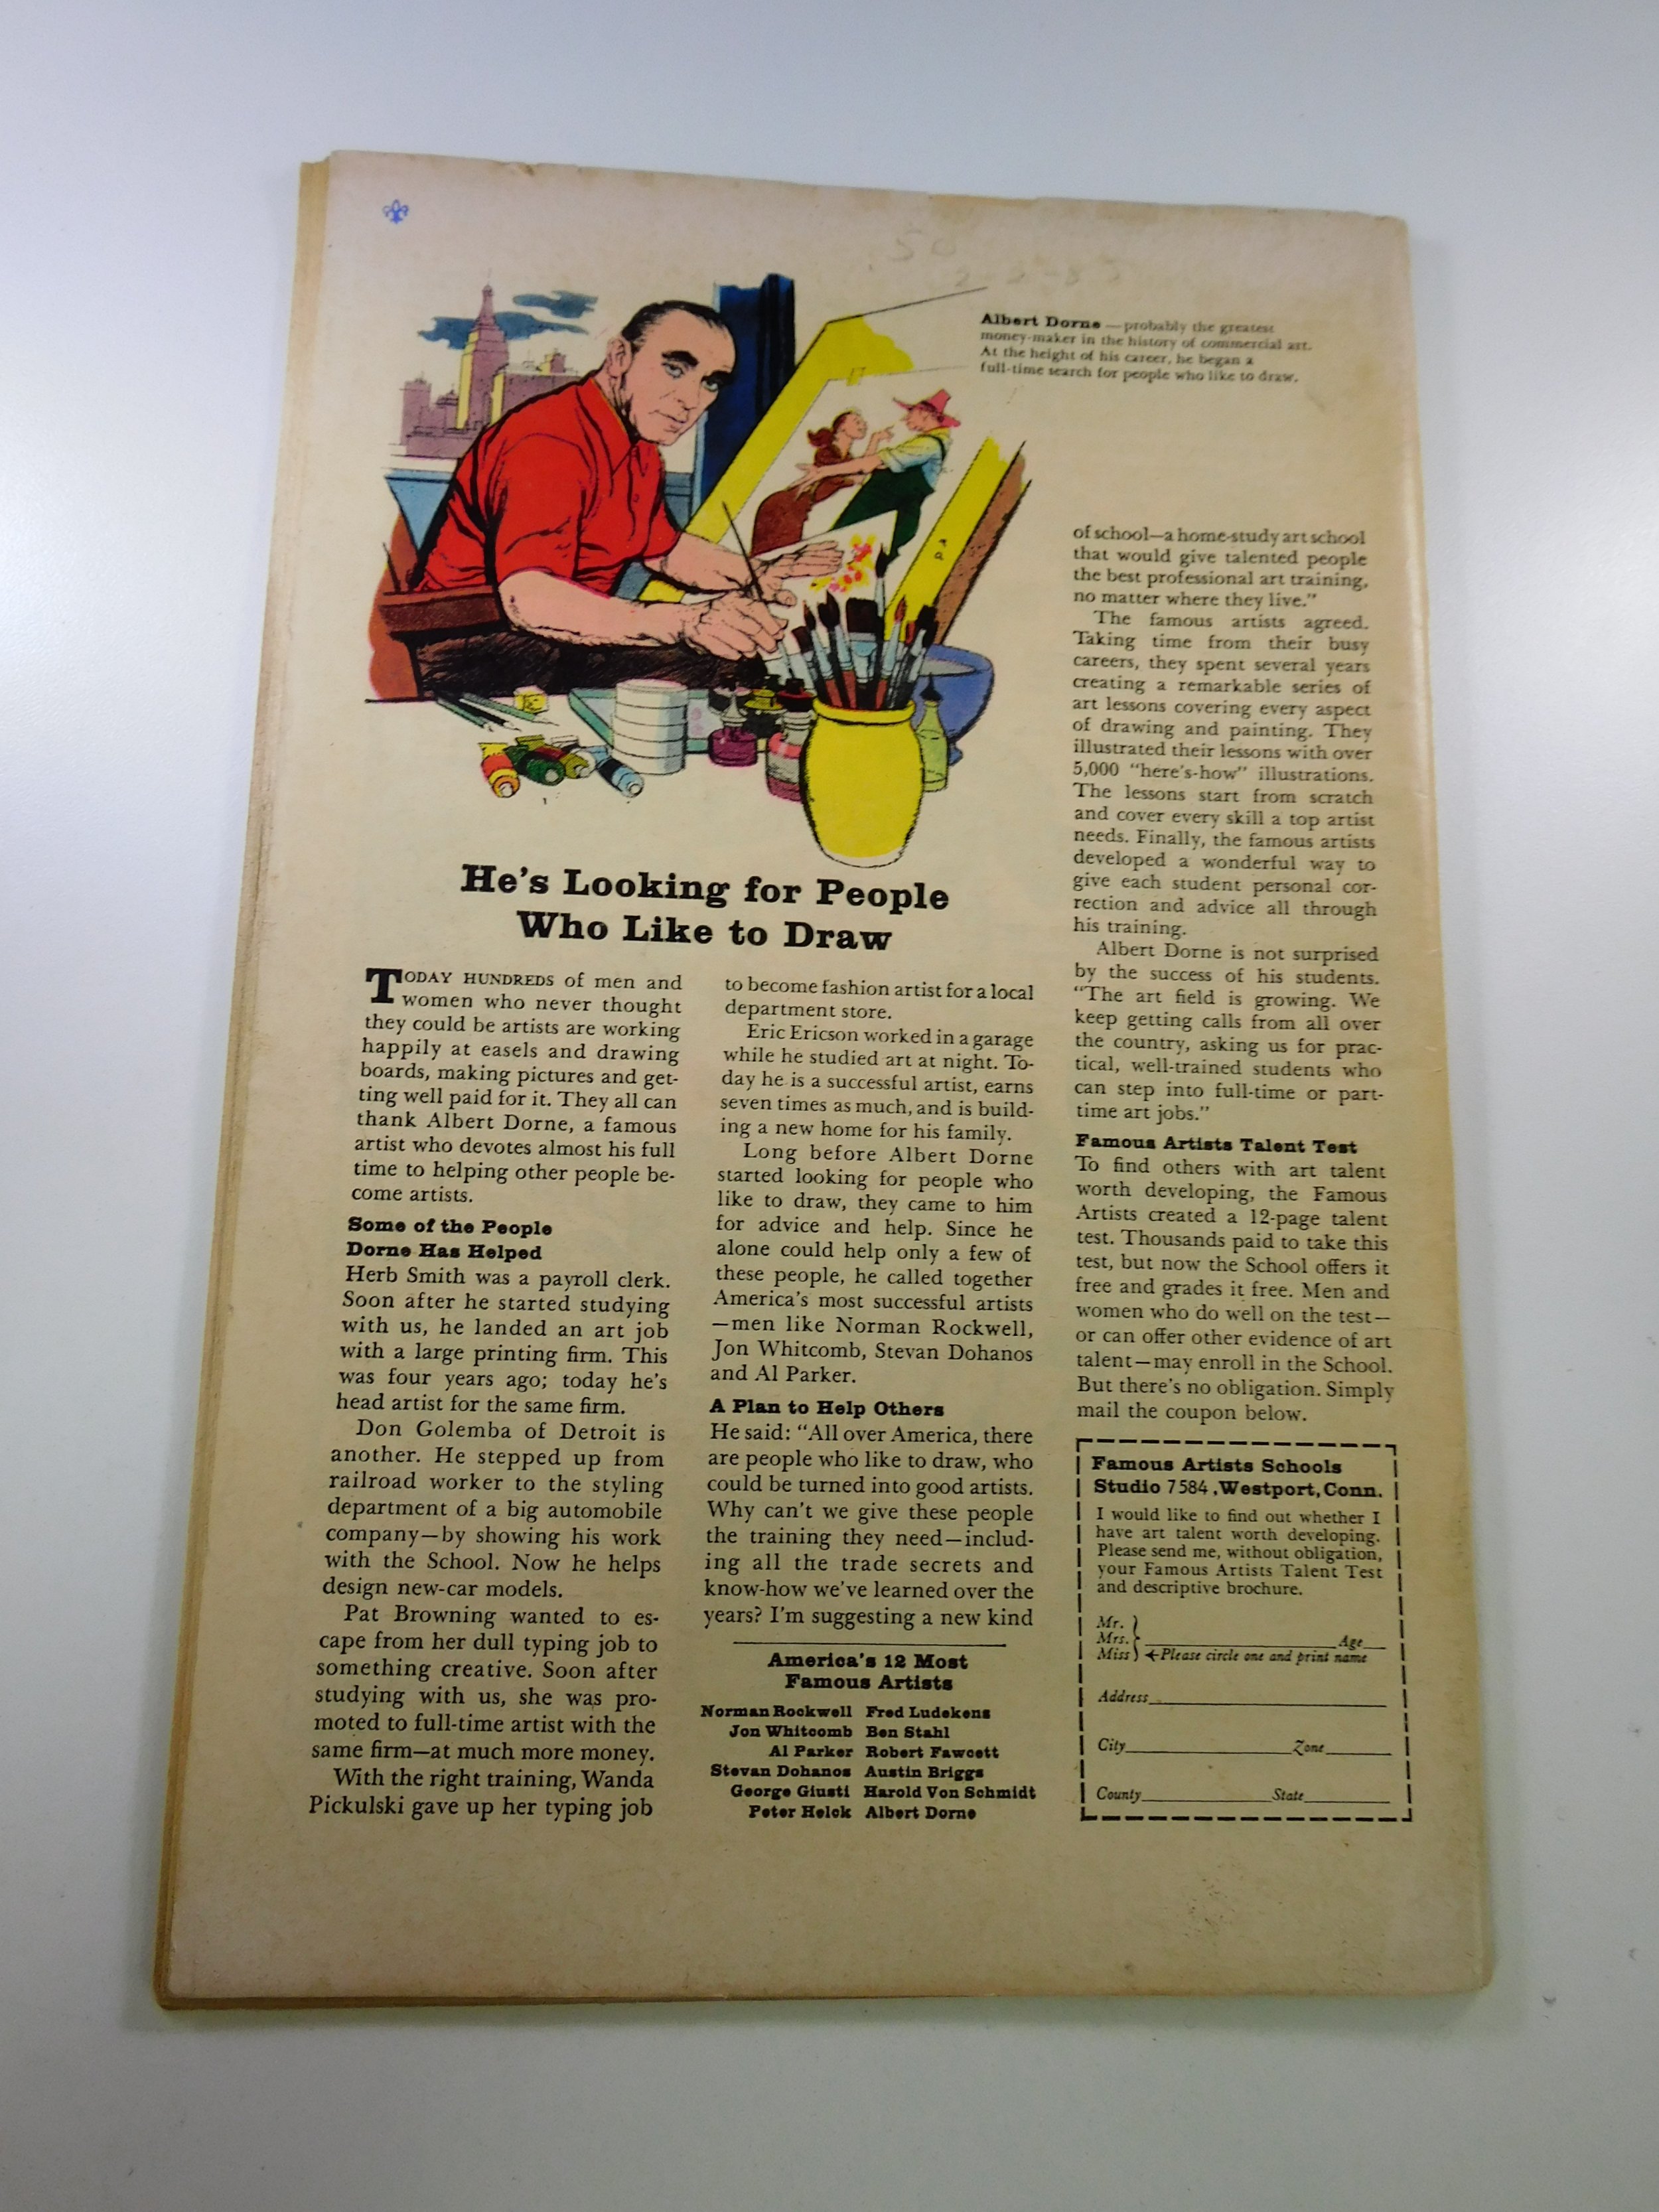 Albert Dorne — probably the greatest
money-maker in the history of commercial art.
At the height of his career, he began a
full-time search for people who like to draw.
He's Looking for People
Who Like to Draw
TODAY HUNDREDS of men and
women who never thought
they could be artists are working
happily at easels and drawing
boards, making pictures and get-
ting well paid for it. They all can
thank Albert Dorne, a famous
artist who devotes almost his full
time to helping other people be-
come artists.
Some of the People
Dorne Has Helped
Herb Smith was a payroll clerk.
Soon after he started studying
with us, he landed an art job
with a large printing firm. This
was four years ago; today he's
head artist for the same firm.
Don Golemba of Detroit is
another. He stepped up from
railroad worker to the styling
department of a big automobile
company—by showing his work
with the School. Now he helps
design new-car models.
Pat Browning wanted to es-
cape from her dull typing job to
something creative. Soon after
studying with us, she was pro-
moted to full-time artist with the
same firm—at much more money.
With the right training, Wanda
Pickulski gave up her typing job
to become fashion artist for a local
department store.
Eric Ericson worked in a garage
while he studied art at night. To-
day he is a successful artist, earns
seven times as much, and is build-
ing a new home for his family.
Long before Albert Dorne
started looking for people who
like to draw, they came to him
for advice and help. Since he
alone could help only a few of
these people, he called together
America's most successful artists
—men like Norman Rockwell,
Jon Whitcomb, Stevan Dohanos
and Al Parker.
A Plan to Help Others
He said: "All over America, there
are people who like to draw, who
could be turned into good artists.
Why can't we give these people
the training they need—includ-
ing all the trade secrets and
know-how we've learned over the
years? I'm suggesting a new kind
of school—a home-study art school
that would give talented people
the best professional art training,
no matter where they live."
The famous artists agreed.
Taking time from their busy
careers, they spent several years
creating a remarkable series of
art lessons covering every aspect
of drawing and painting. They
illustrated their lessons with over
5,000 "here's-how" illustrations.
The lessons start from scratch
and cover every skill a top artist
needs. Finally, the famous artists
developed a wonderful way to
give each student personal cor-
rection and advice all through
his training.
Albert Dorne is not surprised
by the success of his students.
"The art field is growing. We
keep getting calls from all over
the country, asking us for prac-
tical, well-trained students who
can step into full-time or part-
time art jobs."
Famous Artists Talent Test
To find others with art talent
worth developing, the Famous
Artists created a 12-page talent
test. Thousands paid to take this
test, but now the School offers it
free and grades it free. Men and
women who do well on the test—
or can offer other evidence of art
talent—may enroll in the School.
But there's no obligation. Simply
mail the coupon below.
America's 12 Most
Famous Artists
Norman Rockwell Fred Ludekens
Jon Whitcomb Ben Stahl
Al Parker Robert Fawcett
Stevan Dohanos Austin Briggs
George Giusti Harold Von Schmidt
Peter Helck Albert Dorne
Famous Artists Schools
Studio 7584, Westport, Conn.
I would like to find out whether I
have art talent worth developing.
Please send me, without obligation,
your Famous Artists Talent Test
and descriptive brochure.
Mr.
Mrs. Age
Miss Please circle one and print name
Address
City Zone
County State